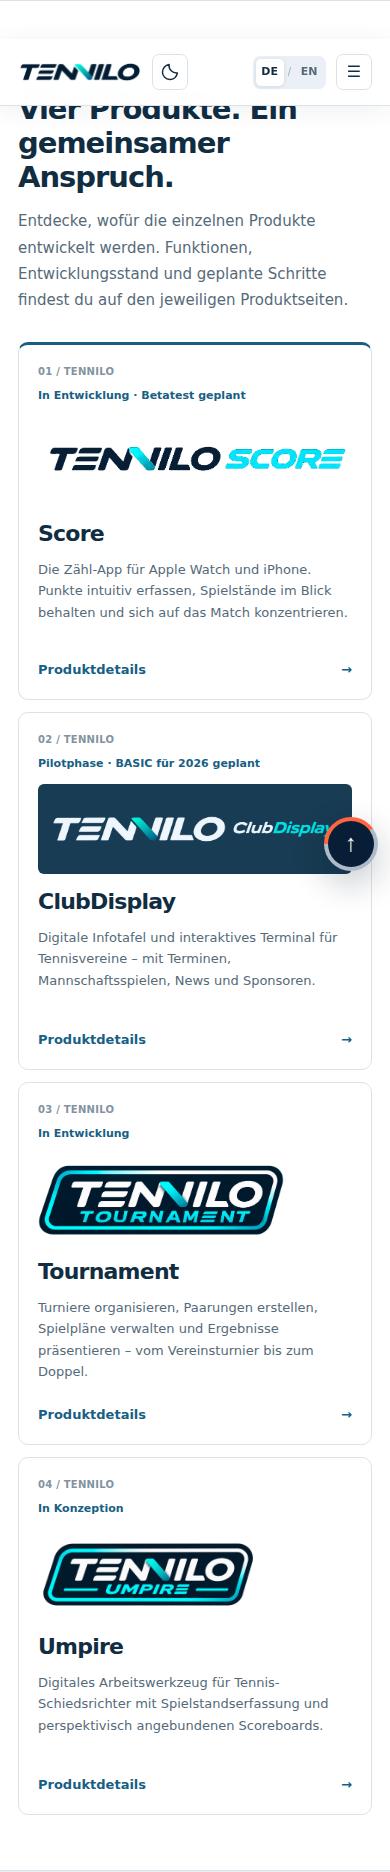 TENNVILO
DE / EN
Vier Produkte. Ein
gemeinsamer
Anspruch.
Entdecke, wofür die einzelnen Produkte
entwickelt werden. Funktionen,
Entwicklungsstand und geplante Schritte
findest du auf den jeweiligen Produktseiten.
01 / TENNILO
In Entwicklung · Betatest geplant
TENNILO SCORE
Score
Die Zähl-App für Apple Watch und iPhone.
Punkte intuitiv erfassen, Spielstände im Blick
behalten und sich auf das Match konzentrieren.
Produktdetails →
02 / TENNILO
Pilotphase · BASIC für 2026 geplant
TENNILO ClubDisplay
ClubDisplay
Digitale Infotafel und interaktives Terminal für
Tennisvereine – mit Terminen,
Mannschaftsspielen, News und Sponsoren.
Produktdetails →
03 / TENNILO
In Entwicklung
TENNILO
TOURNAMENT
Tournament
Turniere organisieren, Paarungen erstellen,
Spielpläne verwalten und Ergebnisse
präsentieren – vom Vereinsturnier bis zum
Doppel.
Produktdetails →
04 / TENNILO
In Konzeption
TENNILO
UMPIRE
Umpire
Digitales Arbeitswerkzeug für Tennis-
Schiedsrichter mit Spielstandserfassung und
perspektivisch angebundenen Scoreboards.
Produktdetails →